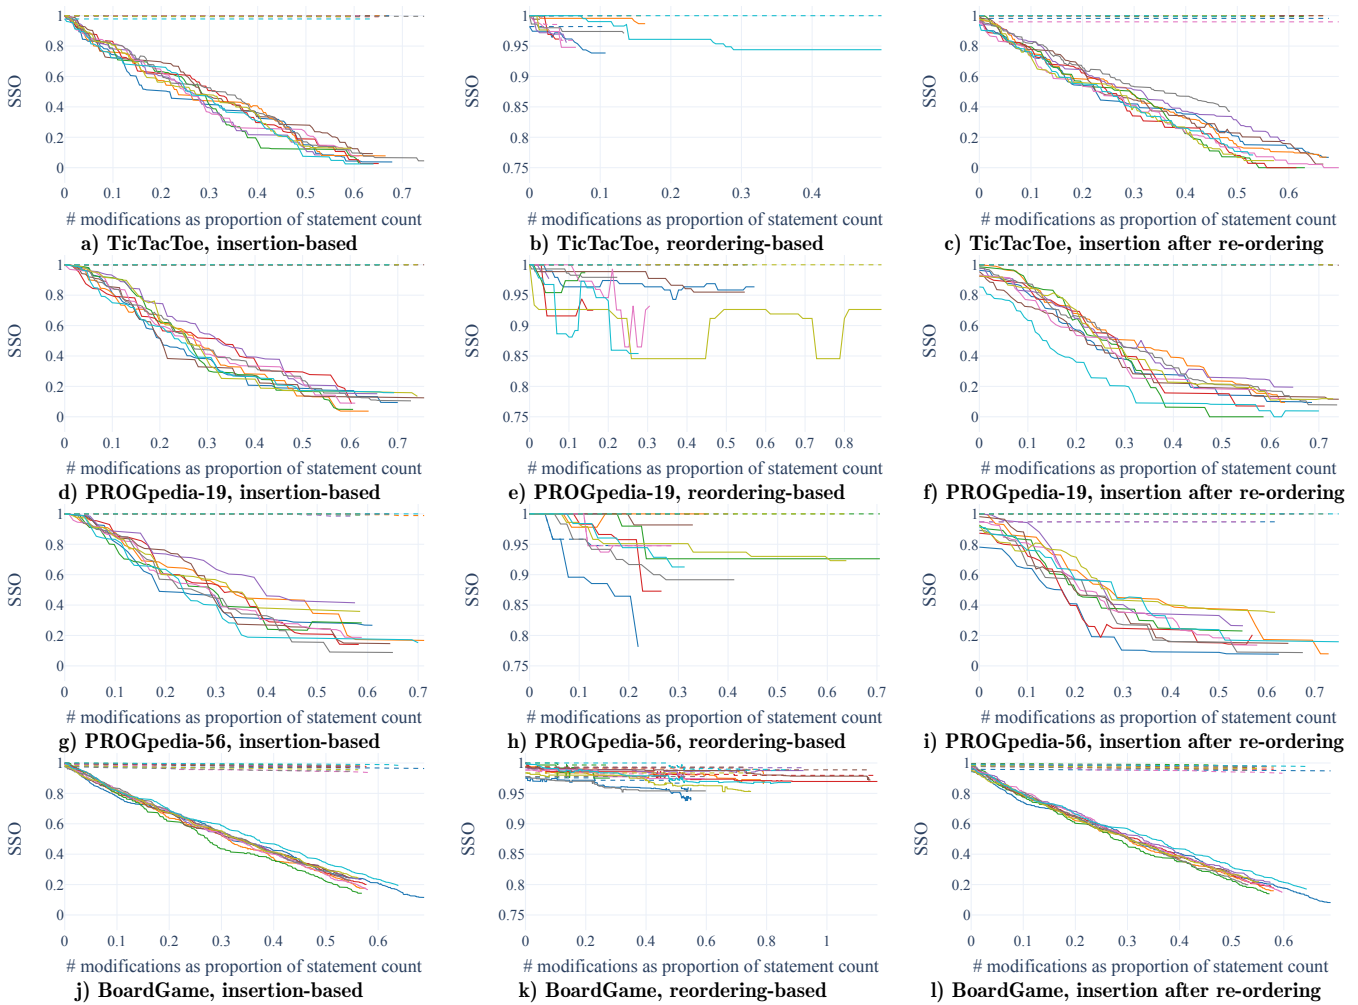 SSO
1
0.8
0.6
0.4
0.2
0
0 0.1 0.2 0.3 0.4 0.5 0.6 0.7
# modifications as proportion of statement count
a) TicTacToe, insertion-based
SSO
1
0.95
0.9
0.85
0.8
0.75
0 0.1 0.2 0.3 0.4
# modifications as proportion of statement count
b) TicTacToe, reordering-based
SSO
1
0.8
0.6
0.4
0.2
0
0 0.1 0.2 0.3 0.4 0.5 0.6
# modifications as proportion of statement count
c) TicTacToe, insertion after re-ordering
SSO
1
0.8
0.6
0.4
0.2
0
0 0.1 0.2 0.3 0.4 0.5 0.6 0.7
# modifications as proportion of statement count
d) PROGpedia-19, insertion-based
SSO
1
0.95
0.9
0.85
0.8
0.75
0 0.1 0.2 0.3 0.4 0.5 0.6 0.7 0.8
# modifications as proportion of statement count
e) PROGpedia-19, reordering-based
SSO
1
0.8
0.6
0.4
0.2
0
0 0.1 0.2 0.3 0.4 0.5 0.6 0.7
# modifications as proportion of statement count
f) PROGpedia-19, insertion after re-ordering
SSO
1
0.8
0.6
0.4
0.2
0
0 0.1 0.2 0.3 0.4 0.5 0.6 0.7
# modifications as proportion of statement count
g) PROGpedia-56, insertion-based
SSO
1
0.95
0.9
0.85
0.8
0.75
0 0.1 0.2 0.3 0.4 0.5 0.6 0.7
# modifications as proportion of statement count
h) PROGpedia-56, reordering-based
SSO
1
0.8
0.6
0.4
0.2
0
0 0.1 0.2 0.3 0.4 0.5 0.6 0.7
# modifications as proportion of statement count
i) PROGpedia-56, insertion after re-ordering
SSO
1
0.8
0.6
0.4
0.2
0
0 0.1 0.2 0.3 0.4 0.5 0.6
# modifications as proportion of statement count
j) BoardGame, insertion-based
SSO
1
0.95
0.9
0.85
0.8
0.75
0 0.2 0.4 0.6 0.8 1
# modifications as proportion of statement count
k) BoardGame, reordering-based
SSO
1
0.8
0.6
0.4
0.2
0
0 0.1 0.2 0.3 0.4 0.5 0.6
# modifications as proportion of statement count
l) BoardGame, insertion after re-ordering